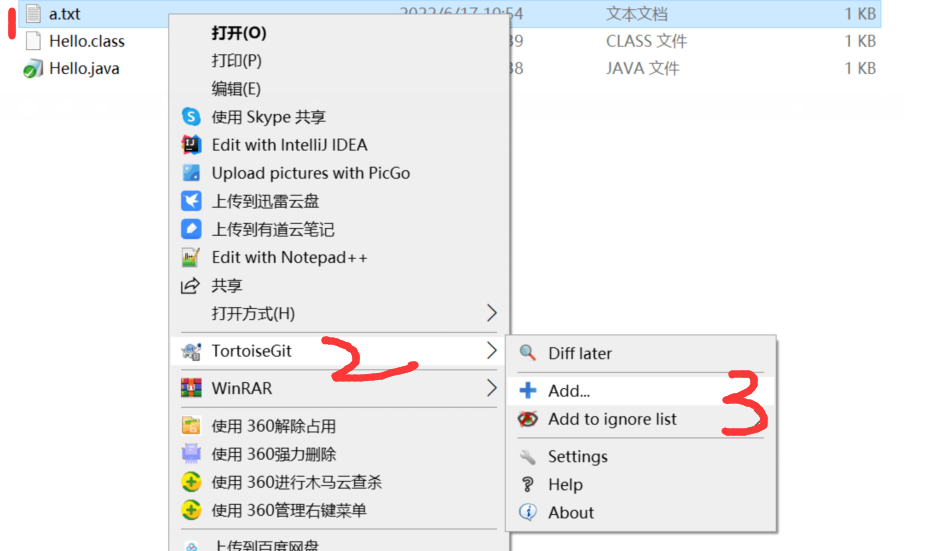 1
a.txt 2022/6/17 10:54 文本文档 1 KB
Hello.class 39 CLASS 文件 1 KB
Hello.java 38 JAVA 文件 1 KB
打开(O)
打印(P)
编辑(E)
使用 Skype 共享
Edit with IntelliJ IDEA
Upload pictures with PicGo
上传到迅雷云盘
上传到有道云笔记
Edit with Notepad++
共享
打开方式(H)
TortoiseGit 2
WinRAR
使用 360解除占用
使用 360强力删除
使用 360进行木马云查杀
使用 360管理右键菜单
上传到百度网盘
Diff later
Add... 3
Add to ignore list
Settings
Help
About